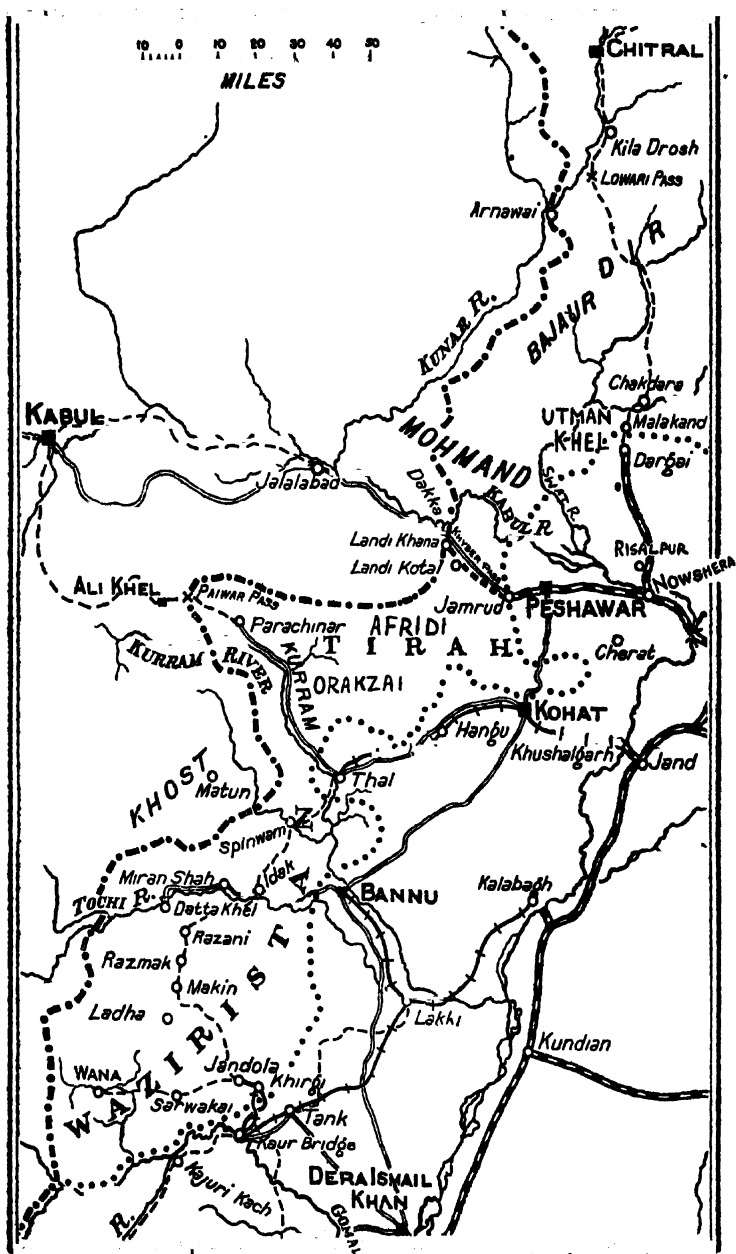 10 0 10 20 30 40 50
MILES
CHITRAL
Kila Drosh
LOWARI PASS
Arnawai
D I R
KUNAR R.
BAJAUR
Chakdara
KABUL
UTMAN
KHEL
Malakand
MOHMAND
Dargai
SWAT R.
Jalalabad
Dakka
KABUL R
Landi Khana
KHYBER PASS
RISALPUR
Landi Kotal
NOWSHERA
ALI KHEL
PAIWAR PASS
Jamrud
PESHAWAR
Parachinar
AFRIDI
TIRAH
Cherat
KURRAM RIVER
KURRAM
ORAKZAI
KOHAT
Hangu
Khushalgarh
Jand
KHOST
Matun
Thal
Spinwam
Miran Shah
Idak
BANNU
Kalabagh
TOCHI R.
Datta Khel
Razani
Razmak
Makin
Ladha
WAZIRISTAN
Lakki
Kundian
WANA
Jandola
Khirgi
Sarwakai
Tank
Kaur Bridge
Kajuri Kach
DERA ISMAIL
KHAN
R.
GOMAL